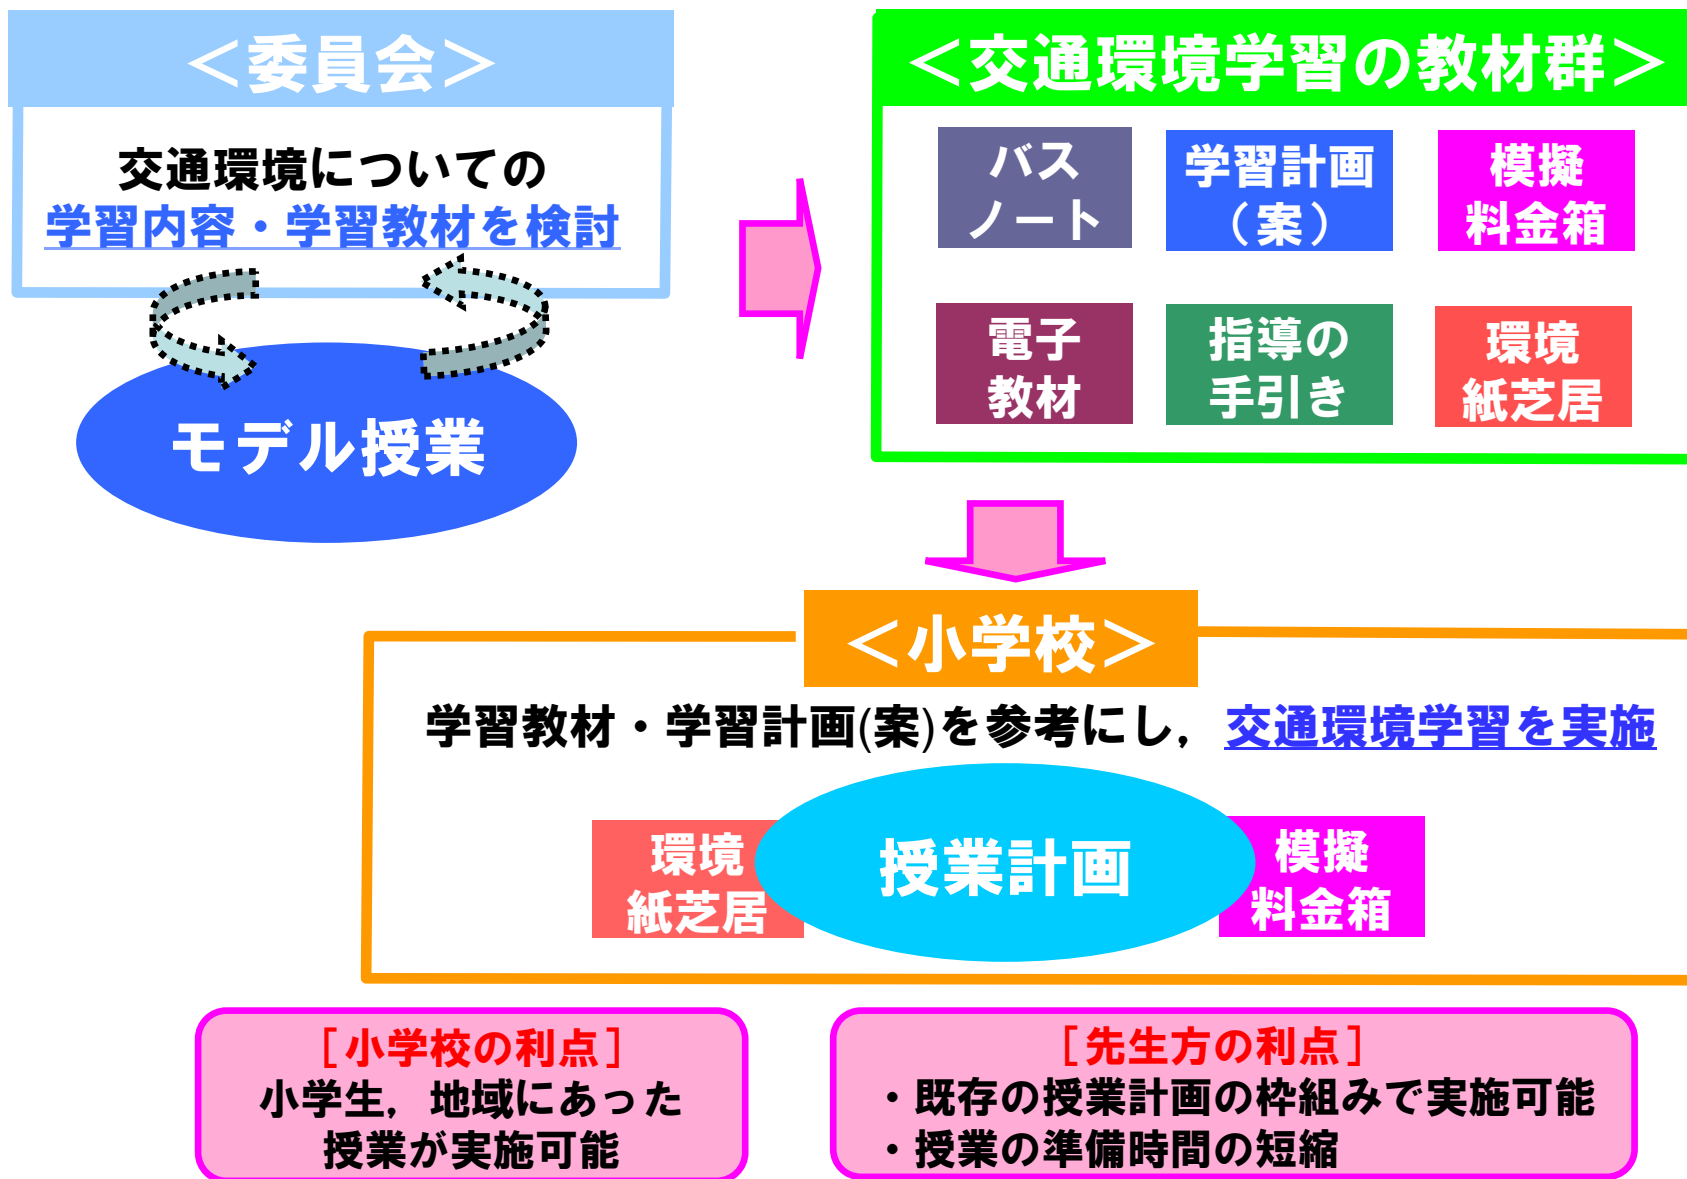 ＜委員会＞
交通環境についての
学習内容・学習教材を検討
モデル授業
＜交通環境学習の教材群＞
バス
ノート
学習計画
（案）
模擬
料金箱
電子
教材
指導の
手引き
環境
紙芝居
＜小学校＞
学習教材・学習計画(案)を参考にし，交通環境学習を実施
環境
紙芝居
授業計画
模擬
料金箱
［小学校の利点］
小学生，地域にあった
授業が実施可能
［先生方の利点］
・既存の授業計画の枠組みで実施可能
・授業の準備時間の短縮